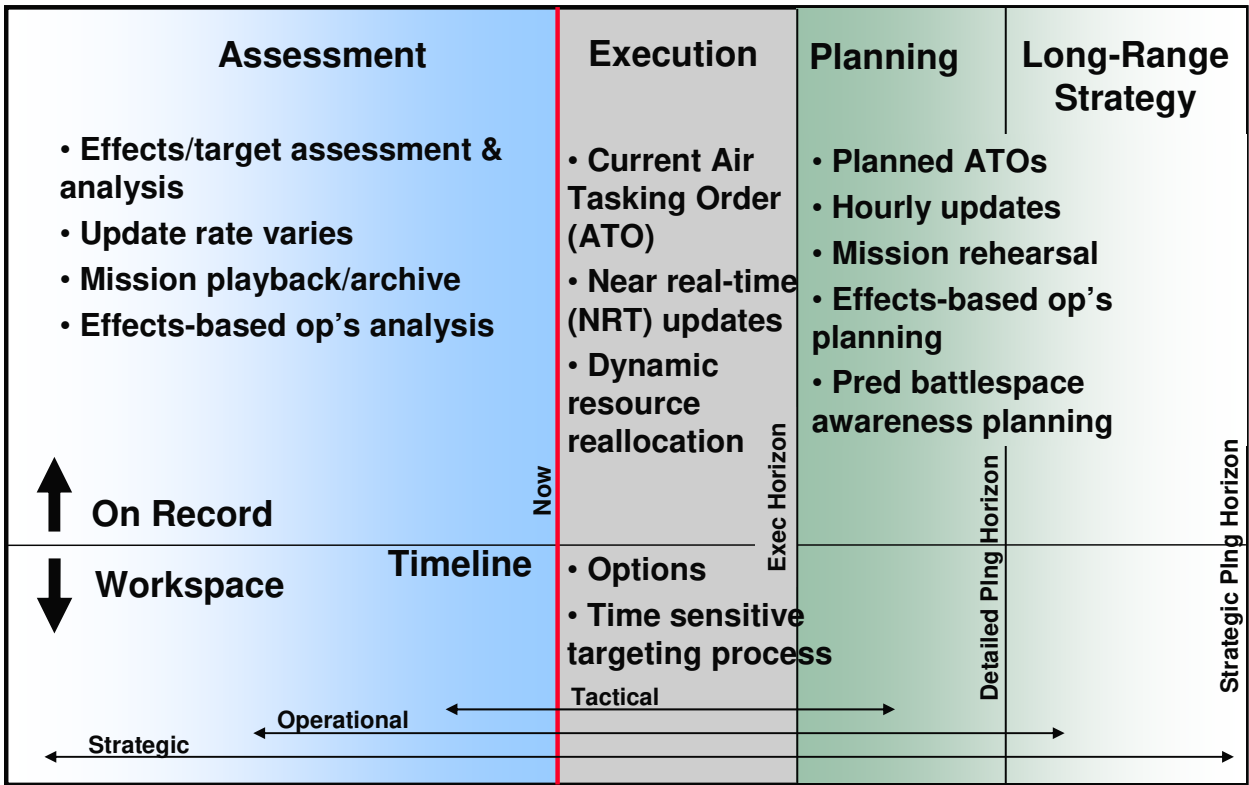 Assessment
Execution
Planning
Long-Range
Strategy
• Effects/target assessment &
analysis
• Update rate varies
• Mission playback/archive
• Effects-based op’s analysis
• Current Air
Tasking Order
(ATO)
• Near real-time
(NRT) updates
• Dynamic
resource
reallocation
• Planned ATOs
• Hourly updates
• Mission rehearsal
• Effects-based op’s
planning
• Pred battlespace
awareness planning
Now
Exec Horizon
Detailed Plng Horizon
Strategic Plng Horizon
On Record
Timeline
Workspace
• Options
• Time sensitive
targeting process
Tactical
Operational
Strategic